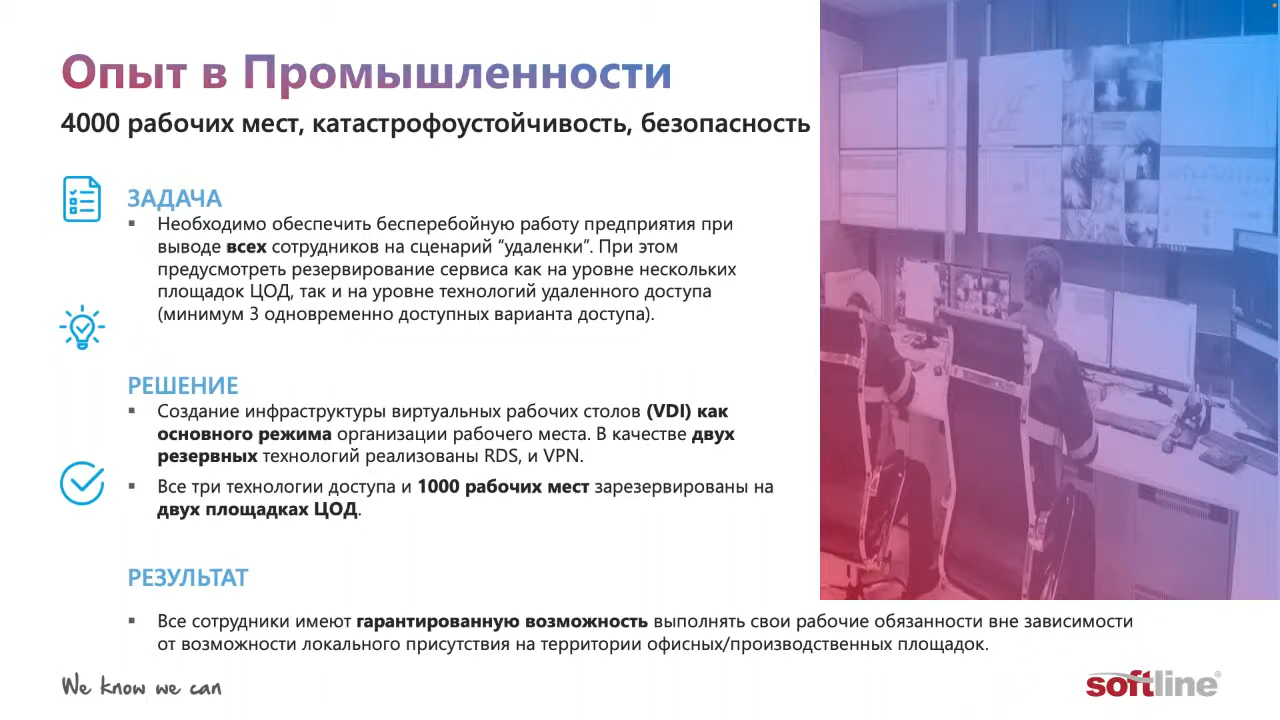 Опыт в Промышленности
4000 рабочих мест, катастрофоустойчивость, безопасность
ЗАДАЧА
▪ Необходимо обеспечить бесперебойную работу предприятия при
выводе всех сотрудников на сценарий “удаленки”. При этом
предусмотреть резервирование сервиса как на уровне нескольких
площадок ЦОД, так и на уровне технологий удаленного доступа
(минимум 3 одновременно доступных варианта доступа).
РЕШЕНИЕ
▪ Создание инфраструктуры виртуальных рабочих столов (VDI) как
основного режима организации рабочего места. В качестве двух
резервных технологий реализованы RDS, и VPN.
▪ Все три технологии доступа и 1000 рабочих мест зарезервированы на
двух площадках ЦОД.
РЕЗУЛЬТАТ
▪ Все сотрудники имеют гарантированную возможность выполнять свои рабочие обязанности вне зависимости
от возможности локального присутствия на территории офисных/производственных площадок.
We know we can
softline®